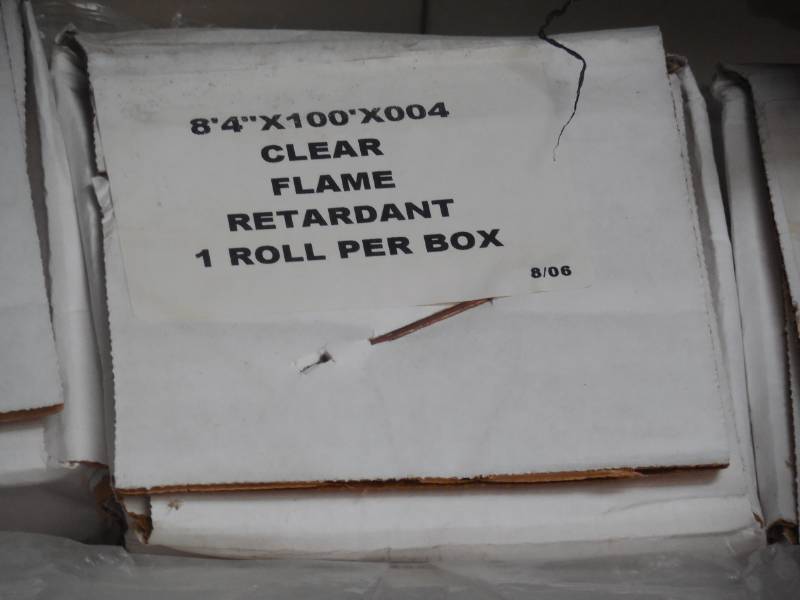 8'4"X100'X004
CLEAR
FLAME
RETARDANT
1 ROLL PER BOX
8/06